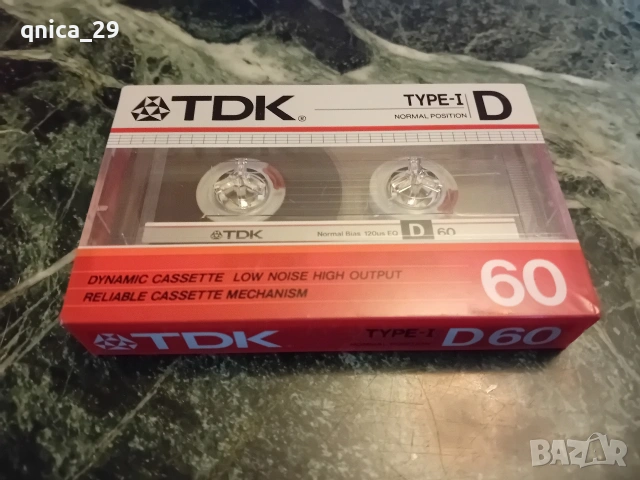 qnica_29
TDK® TYPE-I D
NORMAL POSITION
TDK Normal Bias 120us EQ D 60
DYNAMIC CASSETTE LOW NOISE HIGH OUTPUT
RELIABLE CASSETTE MECHANISM
60
TDK TYPE-I D60
BAZAR